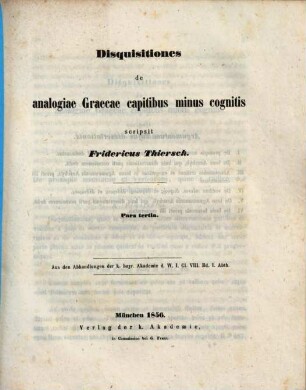 Disquisitiones
de
analogiae Graecae capitibus minus cognitis
scripsit
Fridericus Thiersch.
Pars tertia.
Aus den Abhandlungen der k. bayr. Akademie d. W. I. Cl. VIII. Bd. I. Abth.
München 1856.
Verlag der k. Akademie,
In Commission bei G. Franz.